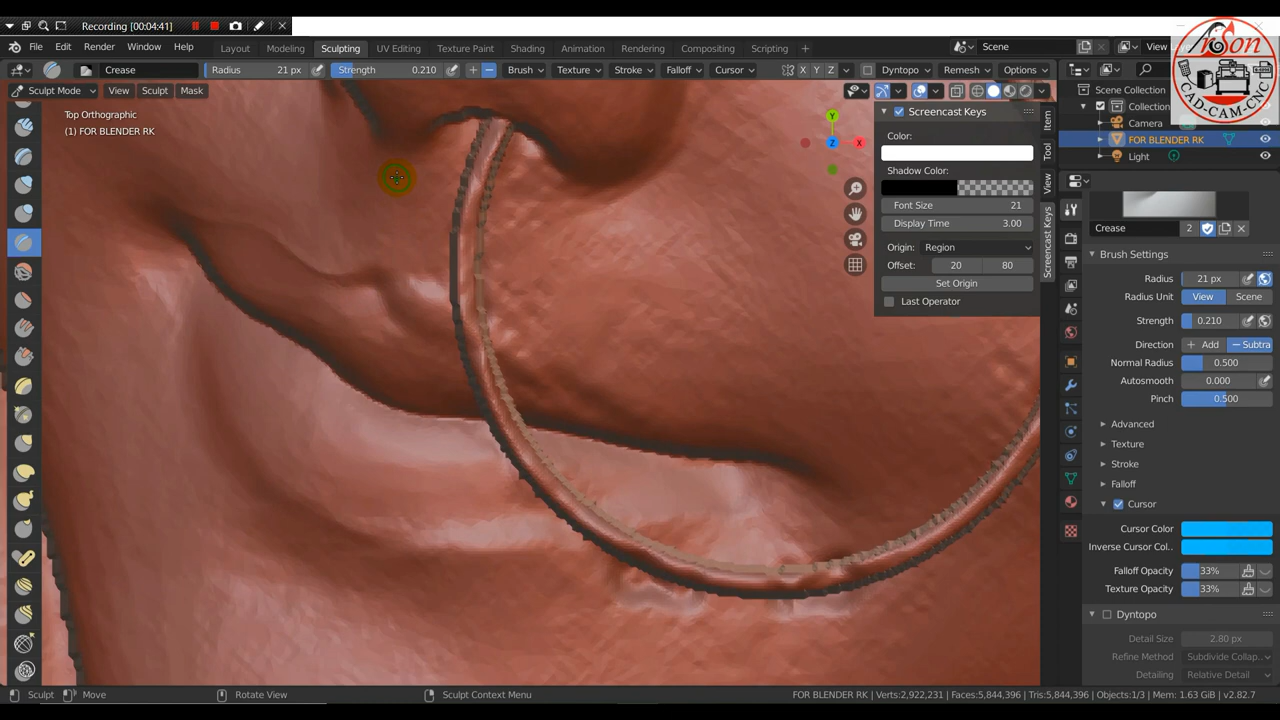 Recording [00:04:41]
File Edit Render Window Help Layout Modeling Sculpting UV Editing Texture Paint Shading Animation Rendering Compositing Scripting + Scene View
Crease Radius 21 px Strength 0.210 Brush Texture Stroke Falloff Cursor X Y Z Dyntopo Remesh Options
Sculpt Mode View Sculpt Mask
Top Orthographic
(1) FOR BLENDER RK
Y
X
Z
Screencast Keys
Color:
Shadow Color:
Font Size 21
Display Time 3.00
Origin: Region
Offset: 20 80
Set Origin
Last Operator
Item
Tool
View
Screencast Keys
CAD-CAM-CNC
Scene Collection
Collection
Camera
FOR BLENDER RK
Light
Crease 2
Brush Settings
Radius 21 px
Radius Unit View Scene
Strength 0.210
Direction + Add − Subtra
Normal Radius 0.500
Autosmooth 0.000
Pinch 0.500
Advanced
Texture
Stroke
Falloff
Cursor
Cursor Color
Inverse Cursor Col..
Falloff Opacity 33%
Texture Opacity 33%
Dyntopo
Detail Size 2.80 px
Refine Method Subdivide Collap..
Detailing Relative Detail
Sculpt Move Rotate View Sculpt Context Menu FOR BLENDER RK | Verts:2,922,231 | Faces:5,844,396 | Tris:5,844,396 | Objects:1/3 | Mem: 1.63 GiB | v2.82.7